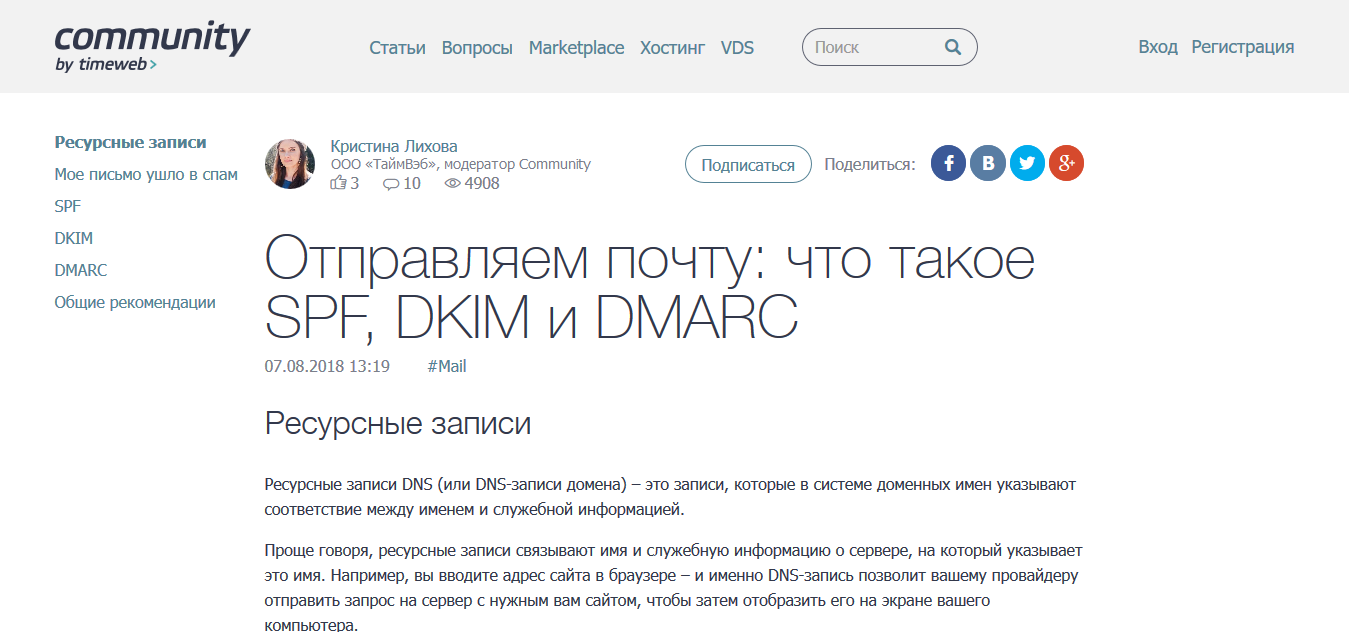 community
by timeweb>
Статьи Вопросы Marketplace Хостинг VDS
Поиск
Вход Регистрация
Ресурсные записи
Мое письмо ушло в спам
SPF
DKIM
DMARC
Общие рекомендации
Кристина Лихова
ООО «ТаймВэб», модератор Community
3 10 4908
Подписаться
Поделиться:
f B g+
Отправляем почту: что такое
SPF, DKIM и DMARC
07.08.2018 13:19 #Mail
Ресурсные записи
Ресурсные записи DNS (или DNS-записи домена) – это записи, которые в системе доменных имен указывают
соответствие между именем и служебной информацией.
Проще говоря, ресурсные записи связывают имя и служебную информацию о сервере, на который указывает
это имя. Например, вы вводите адрес сайта в браузере – и именно DNS-запись позволит вашему провайдеру
отправить запрос на сервер с нужным вам сайтом, чтобы затем отобразить его на экране вашего
компьютера.